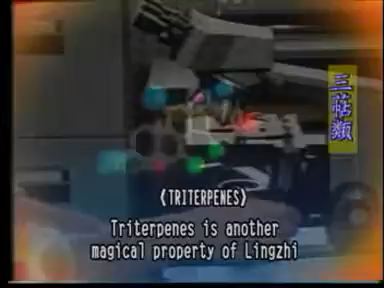 三萜類
《TRITERPENES》
Triterpenes is another
magical property of Lingzhi